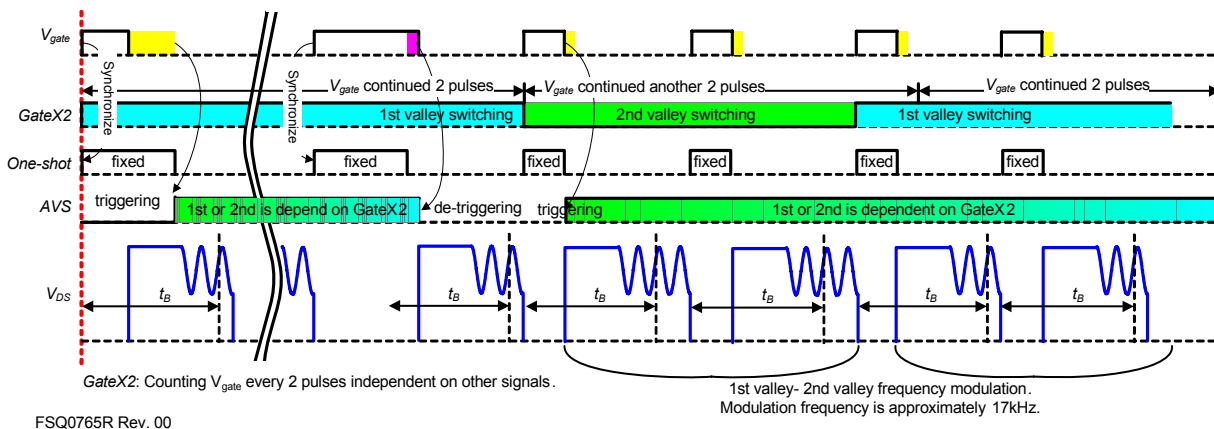 Vgate
Synchronize
Synchronize
Vgate continued 2 pulses
Vgate continued another 2 pulses
Vgate continued 2 pulses
GateX2
1st valley switching
2nd valley switching
1st valley switching
One-shot
fixed
fixed
fixed
fixed
fixed
fixed
AVS
triggering
1st or 2nd is depend on GateX2
de-triggering
triggering
1st or 2nd is dependent on GateX2
VDS
tB
tB
tB
tB
tB
tB
GateX2: Counting Vgate every 2 pulses independent on other signals.
1st valley- 2nd valley frequency modulation.
Modulation frequency is approximately 17kHz.
FSQ0765R Rev. 00